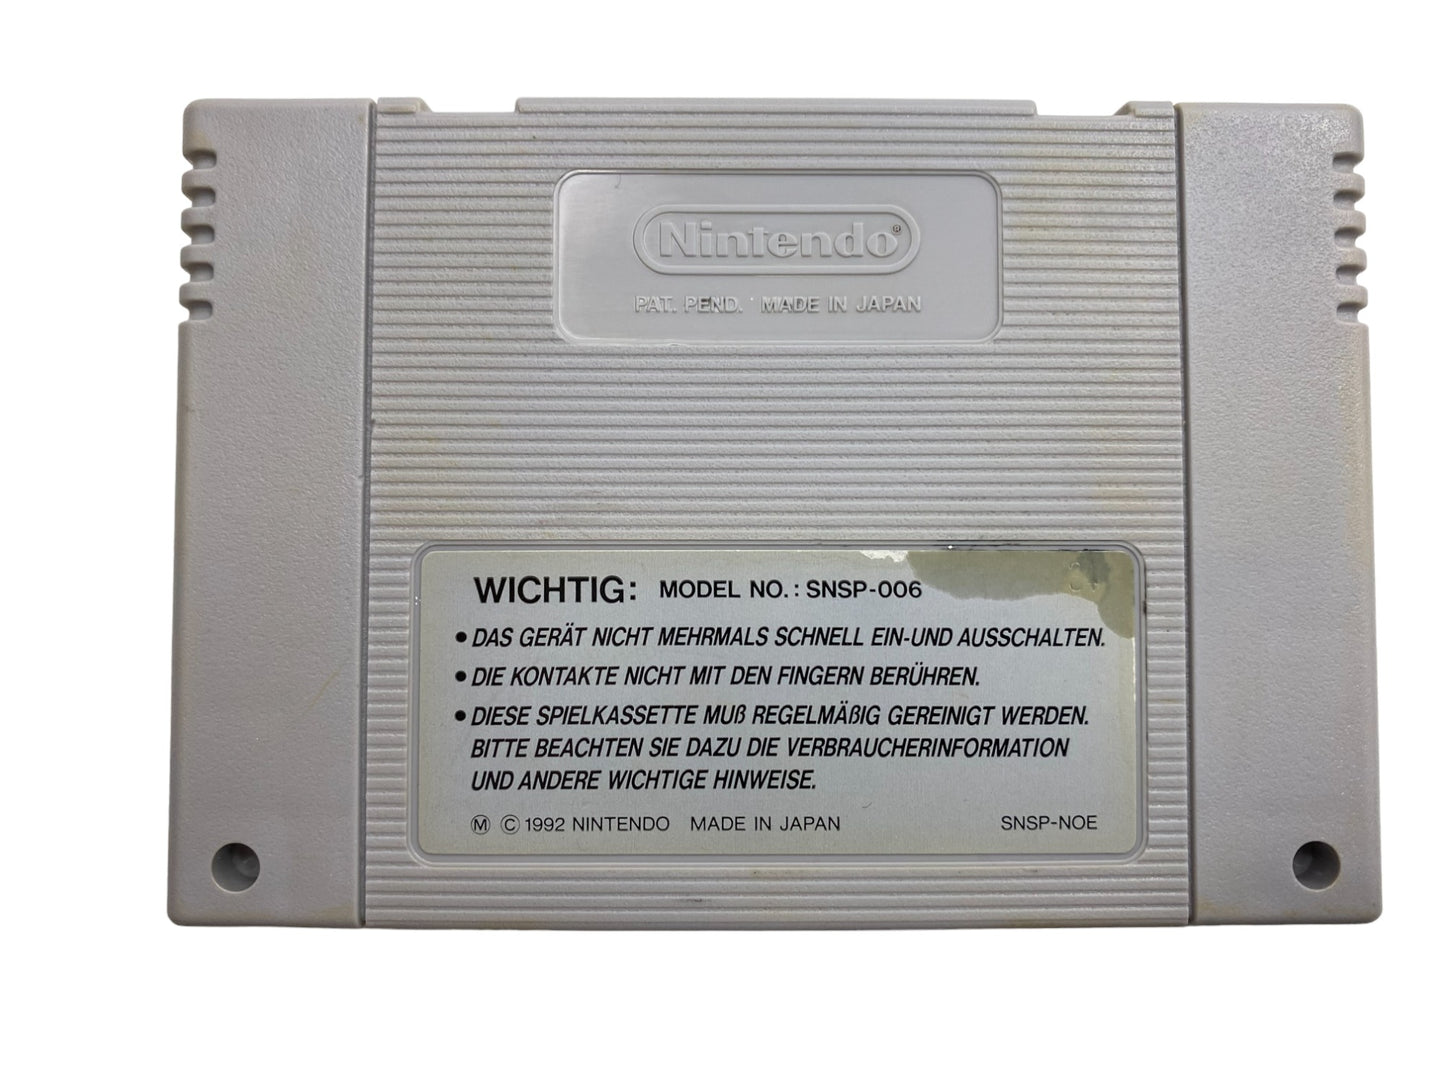 Nintendo®
PAT. PEND. MADE IN JAPAN
WICHTIG: MODEL NO.: SNSP-006
• DAS GERÄT NICHT MEHRMALS SCHNELL EIN-UND AUSSCHALTEN.
• DIE KONTAKTE NICHT MIT DEN FINGERN BERÜHREN.
• DIESE SPIELKASSETTE MUß REGELMÄßIG GEREINIGT WERDEN.
BITTE BEACHTEN SIE DAZU DIE VERBRAUCHERINFORMATION
UND ANDERE WICHTIGE HINWEISE.
Ⓜ © 1992 NINTENDO MADE IN JAPAN SNSP-NOE